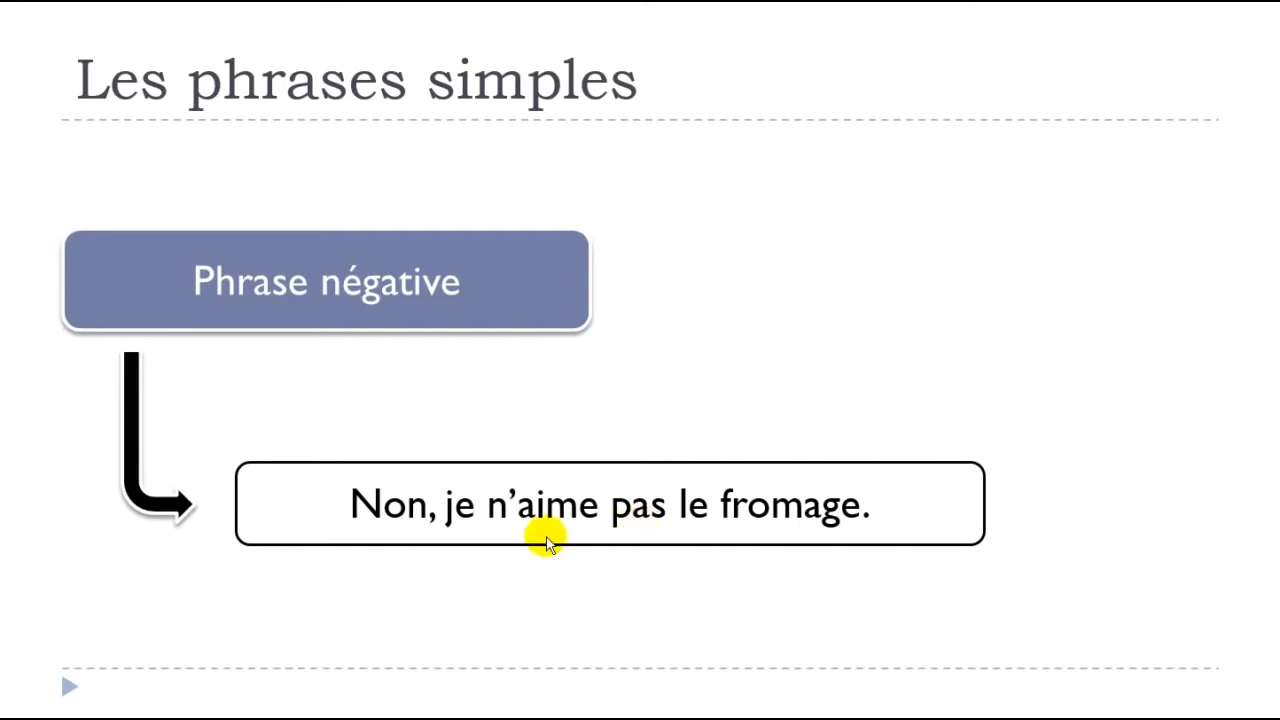 Les phrases simples
Phrase négative
Non, je n’aime pas le fromage.